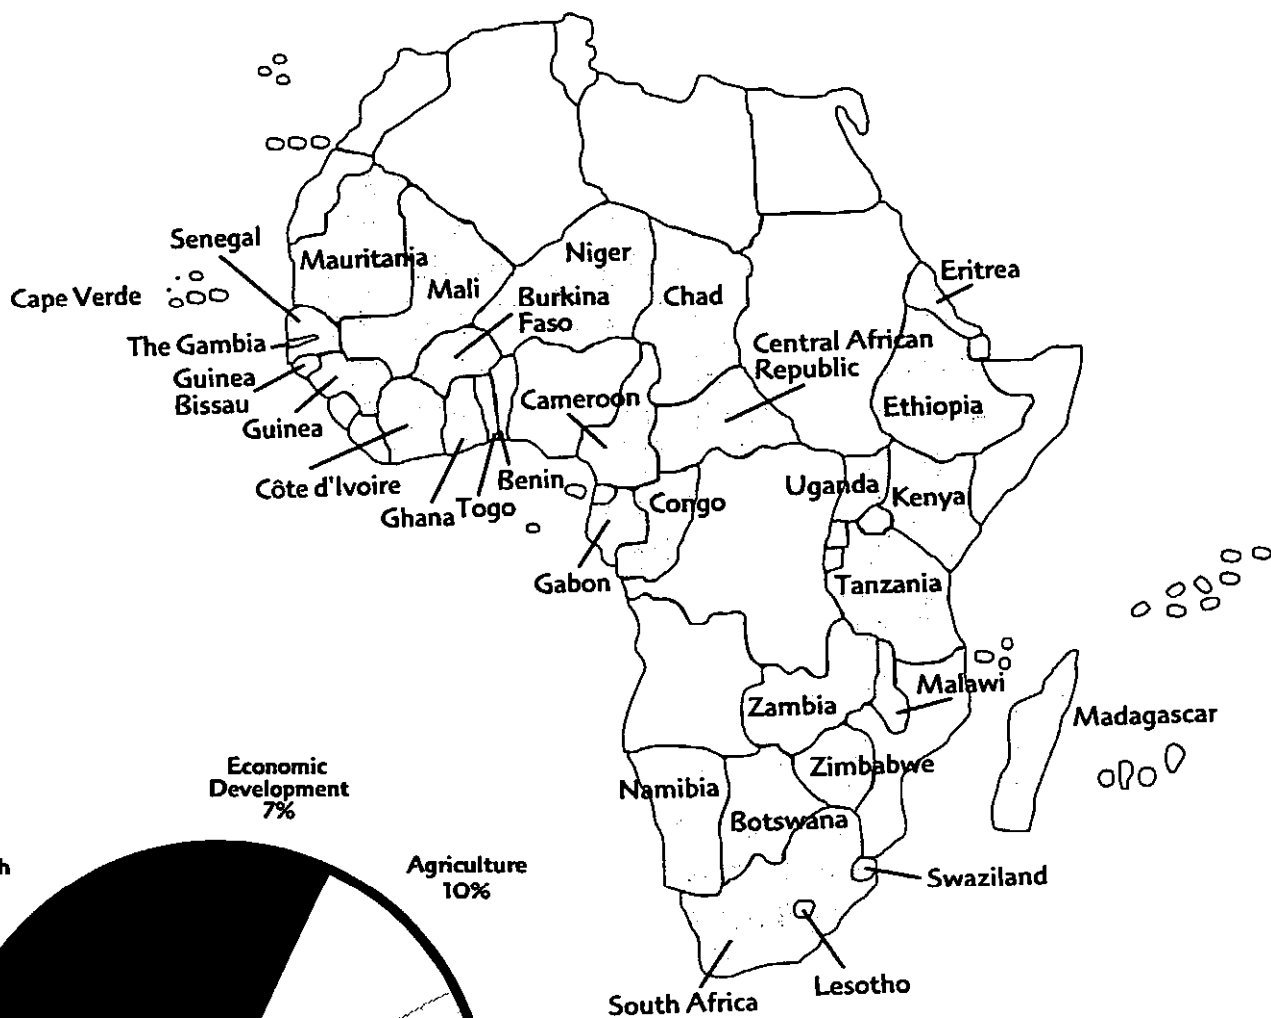 Senegal
Mauritania
Niger
Eritrea
Cape Verde
Mali
Burkina
Faso
Chad
The Gambia
Central African
Republic
Guinea
Bissau
Cameroon
Ethiopia
Guinea
Côte d'Ivoire
Benin
Uganda
Kenya
Ghana
Togo
Congo
Gabon
Tanzania
Malawi
Zambia
Madagascar
Economic
Development
7%
Zimbabwe
Namibia
Botswana
Agriculture
10%
Swaziland
Lesotho
South Africa